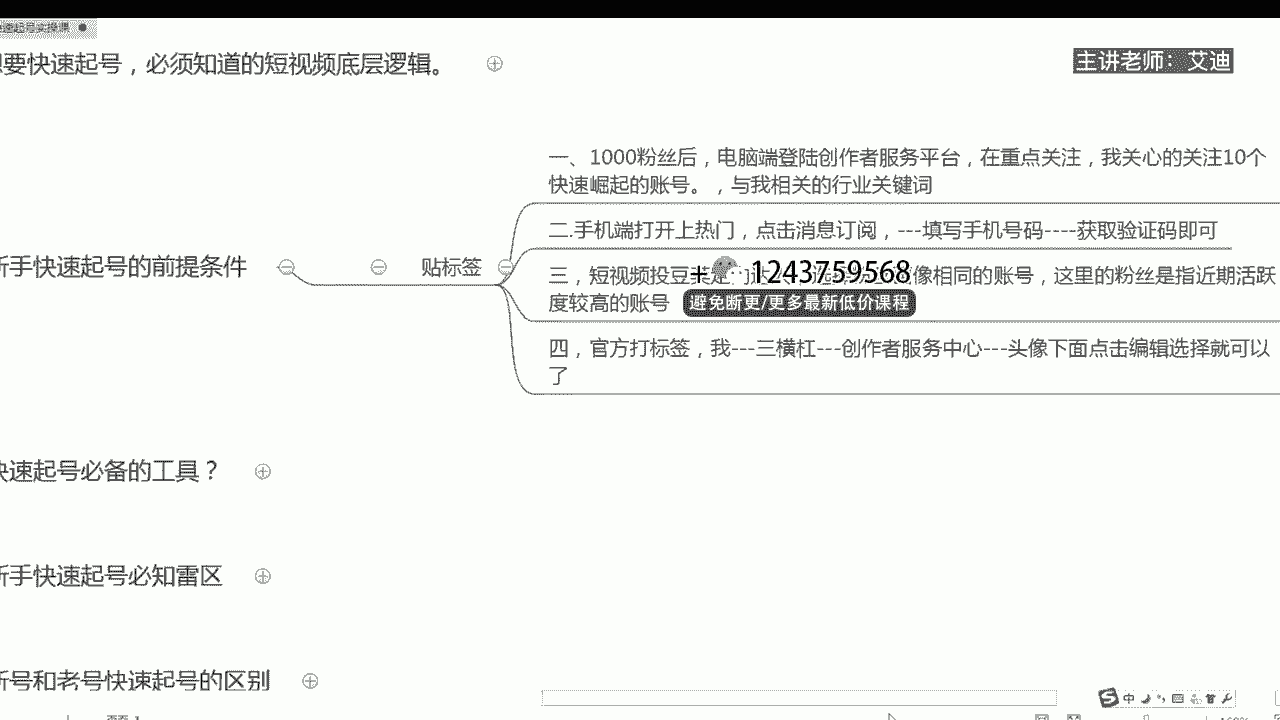 速起号实操课
要快速起号，必须知道的短视频底层逻辑。
主讲老师：艾迪
一、1000粉丝后，电脑端登陆创作者服务平台，在重点关注，我关心的关注10个
快速崛起的账号。，与我相关的行业关键词
二.手机端打开上热门，点击消息订阅，---填写手机号码----获取验证码即可
新手快速起号的前提条件
贴标签
三，短视频投豆荚是 像相同的账号，这里的粉丝是指近期活跃
+ 1243759568
度较高的账号
避免断更/更多最新低价课程
四，官方打标签，我---三横杠---创作者服务中心---头像下面点击编辑选择就可以
了
快速起号必备的工具？
新手快速起号必知雷区
新号和老号快速起号的区别
中